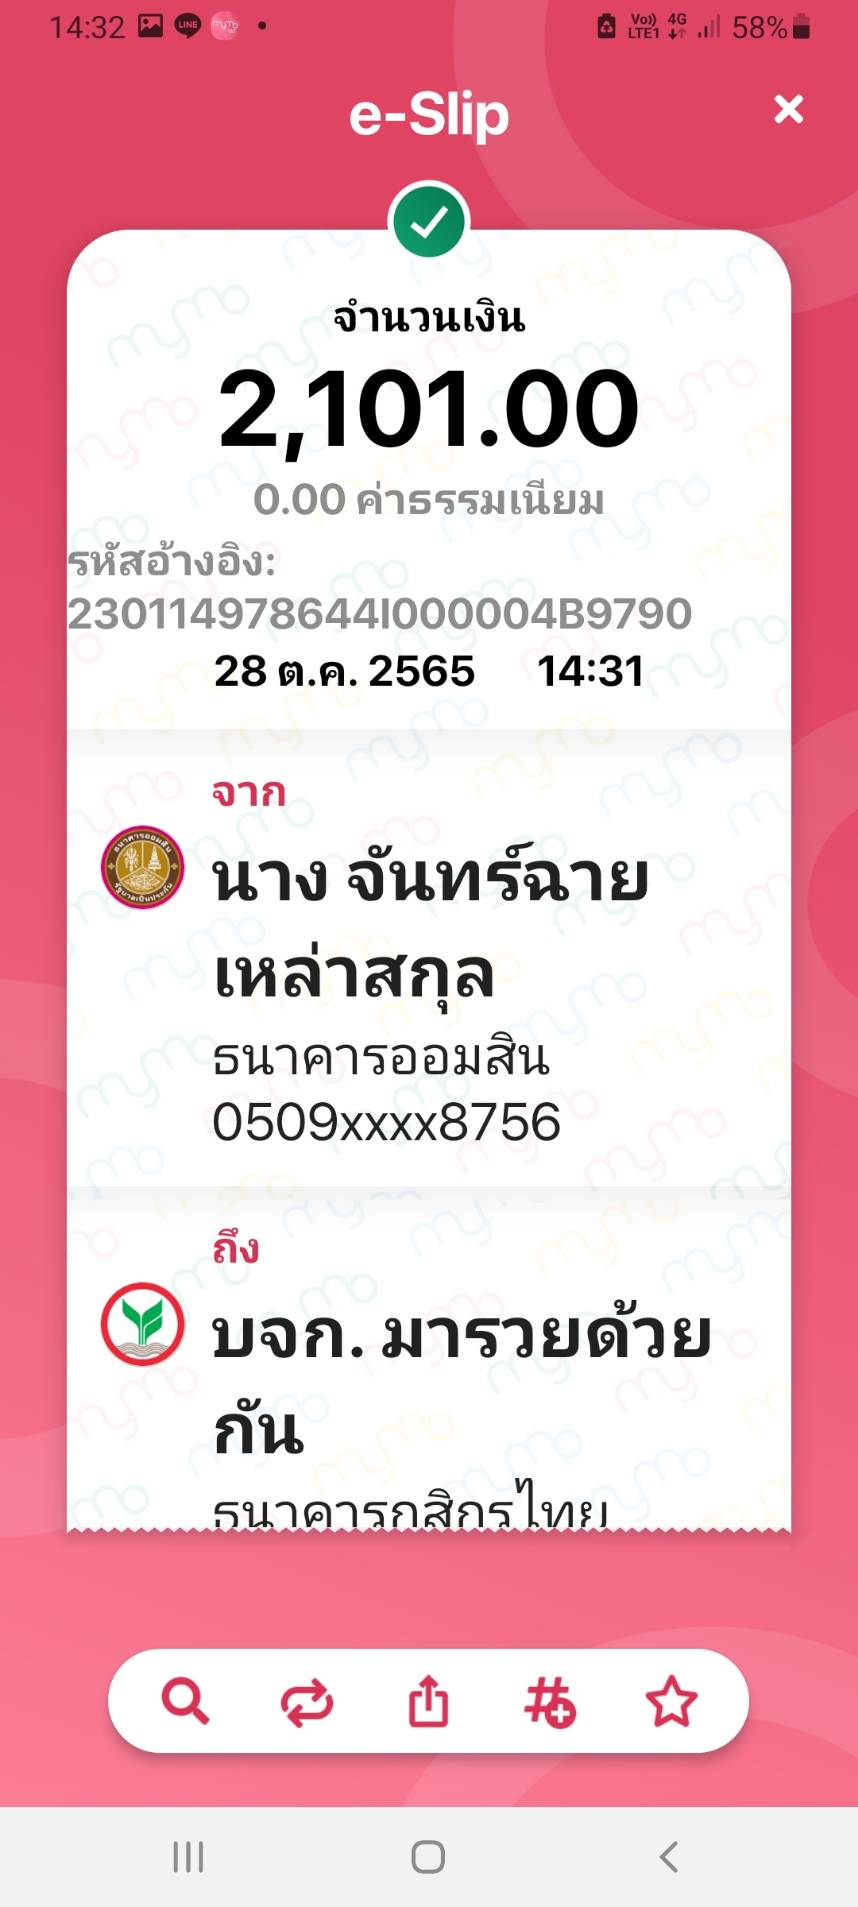 14:32 LINE mymo Vo)) LTE1 4G 58%
e-Slip
จำนวนเงิน
2,101.00
0.00 ค่าธรรมเนียม
รหัสอ้างอิง:
230114978644I000004B9790
28 ต.ค. 2565 14:31
จาก
นาง จันทร์ฉาย
เหล่าสกุล
ธนาคารออมสิน
0509xxxx8756
ถึง
บจก. มารวยด้วย
กัน
ธนาคารกสิกรไทย